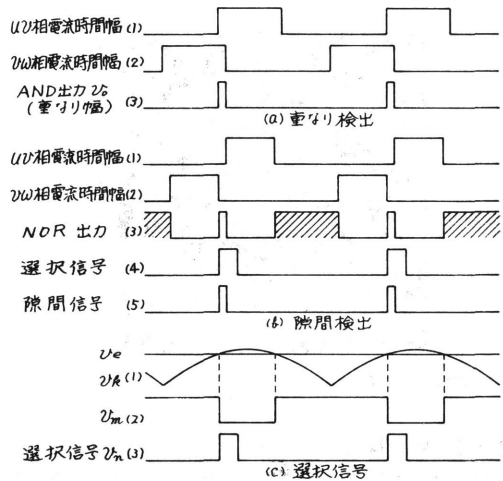 UV相電流時間幅(1)
VW相電流時間幅(2)
AND出力 Vo
(重なり幅) (3)
(a) 重なり検出
UV相電流時間幅(1)
VW相電流時間幅(2)
NOR 出力 (3)
選択信号 (4)
隙間信号 (5)
(b) 隙間検出
Ve
Vk(1)
Vm(2)
選択信号 Vn (3)
(c) 選択信号